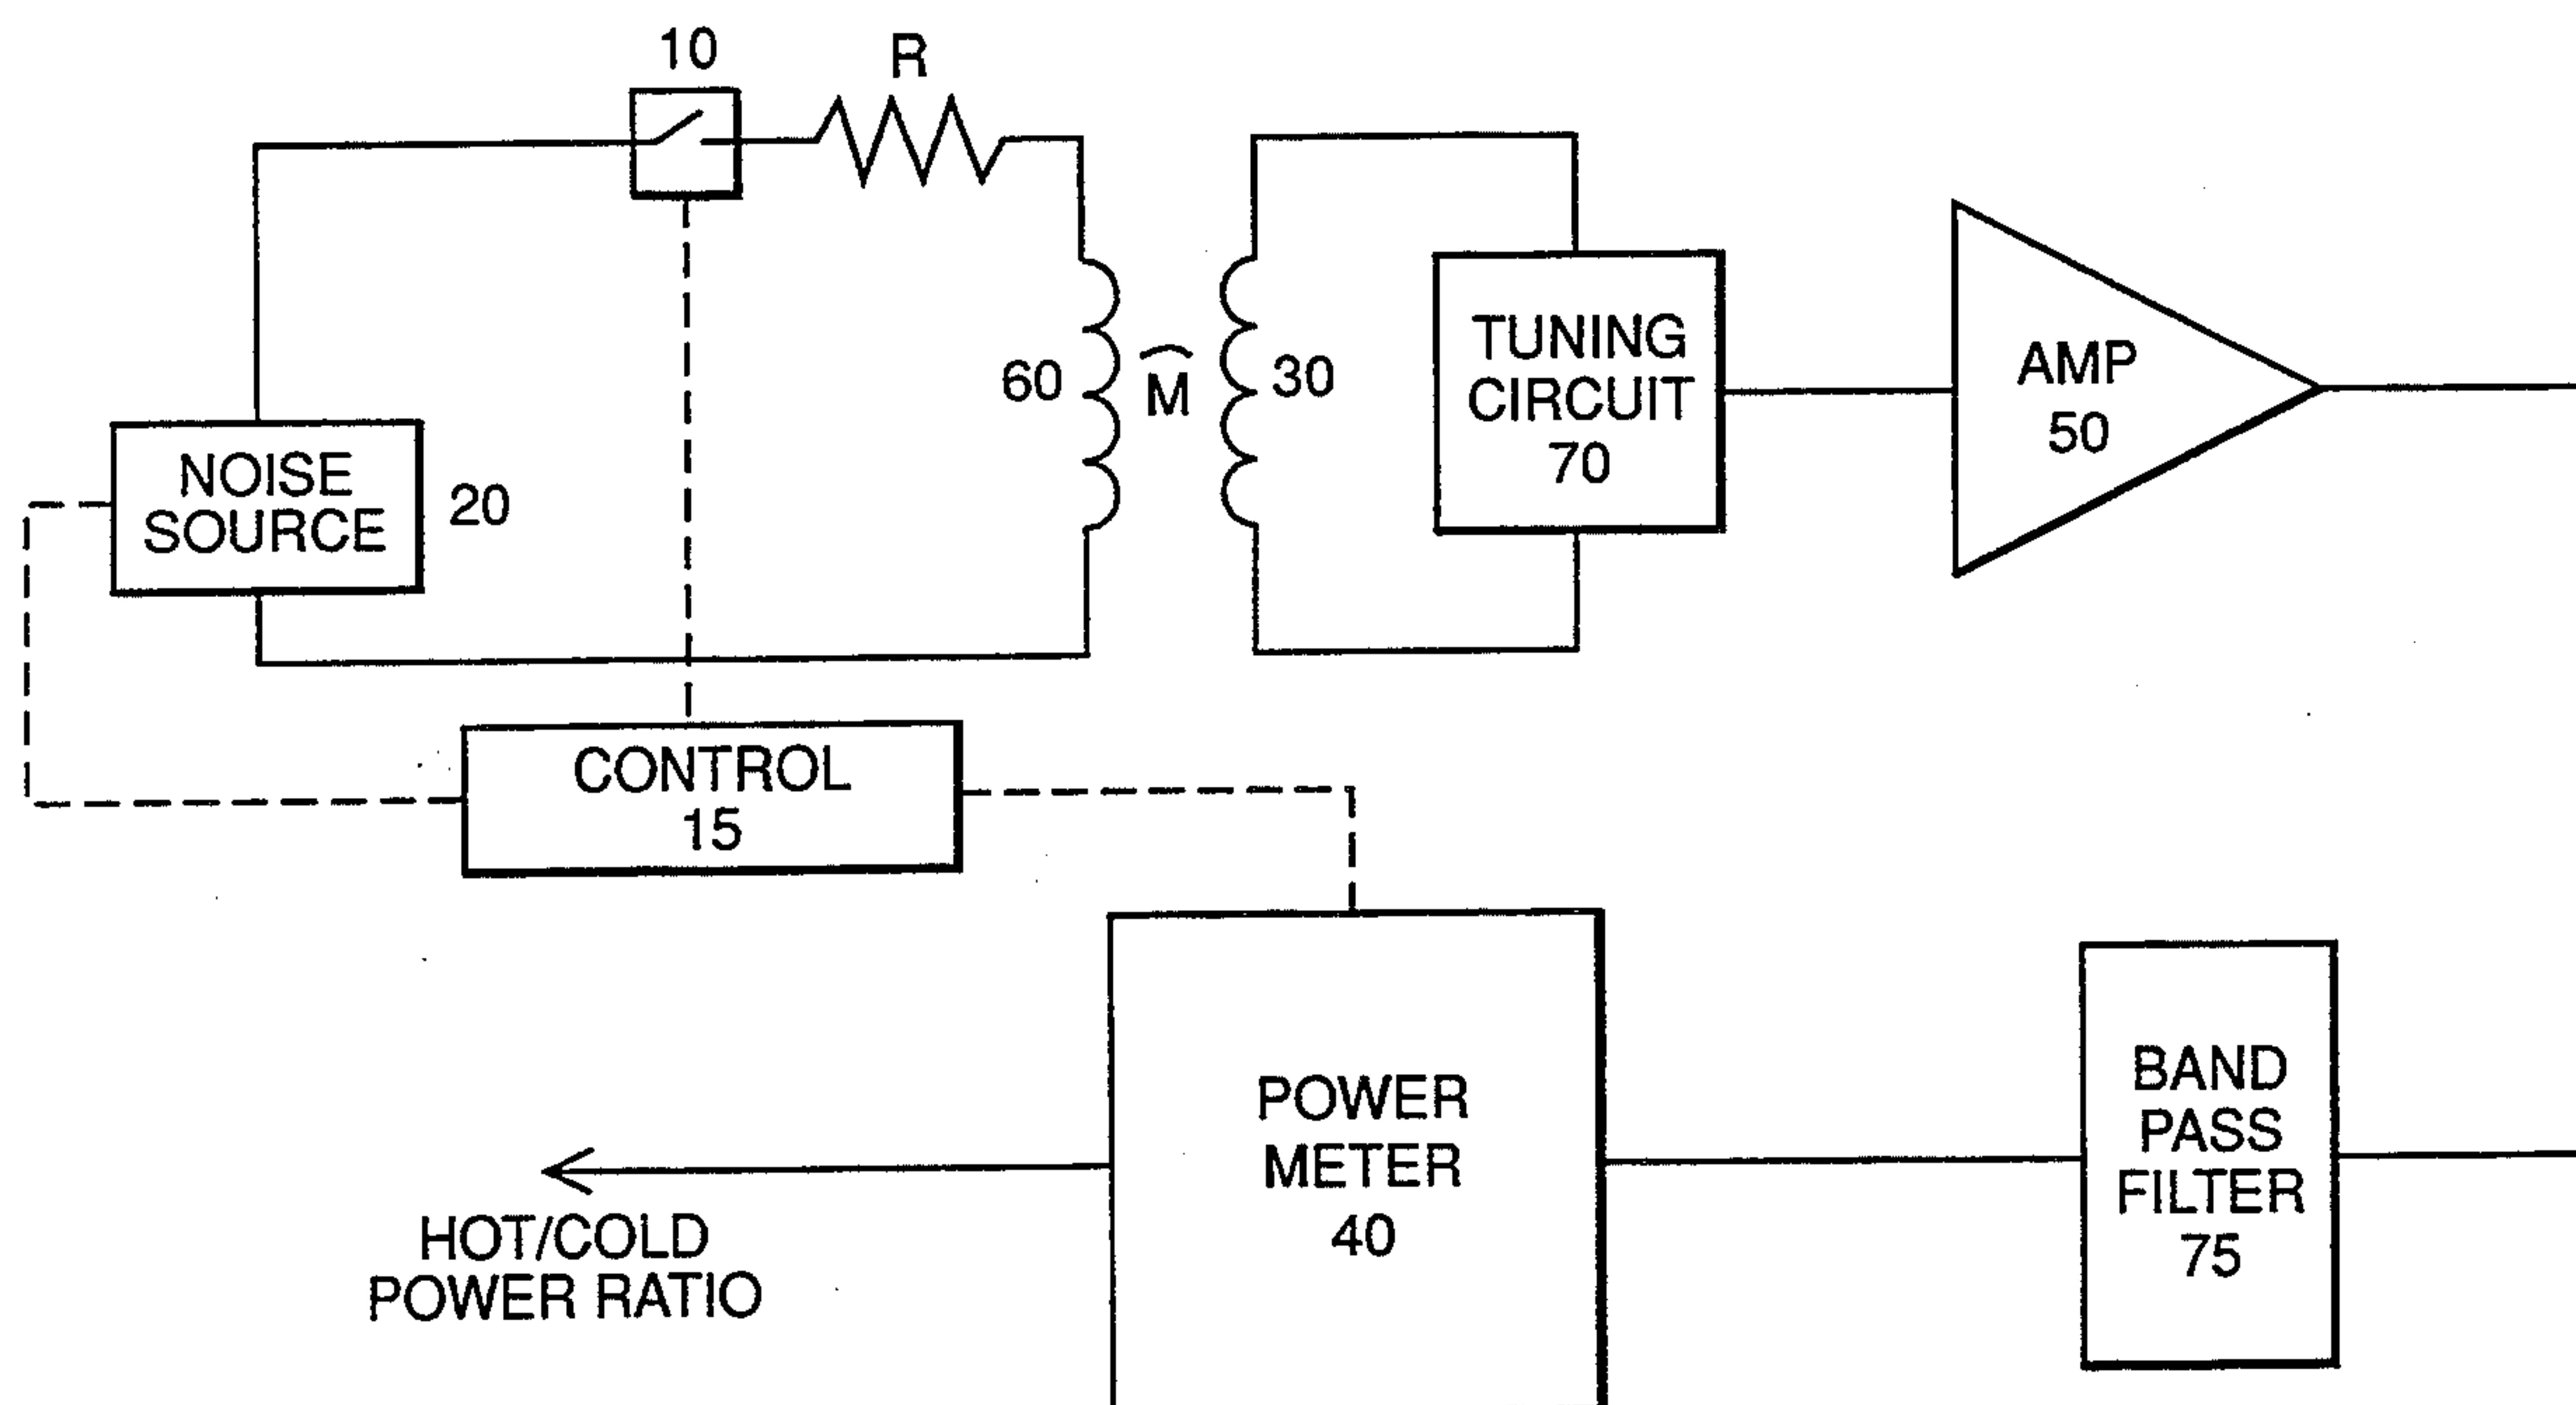 10
R
NOISE
SOURCE
20
60
M
30
TUNING
CIRCUIT
70
AMP
50
CONTROL
15
POWER
METER
40
BAND
PASS
FILTER
75
HOT/COLD
POWER RATIO